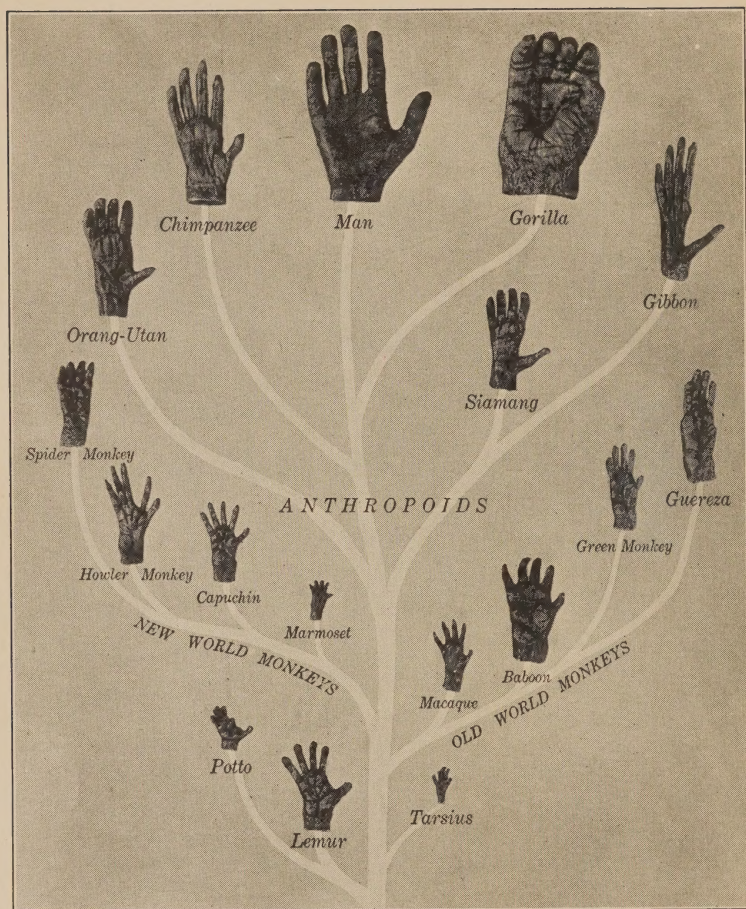 Chimpanzee
Man
Gorilla
Gibbon
Orang-Utan
Siamang
Spider Monkey
Guereza
ANTHROPOIDS
Green Monkey
Howler Monkey
Capuchin
Marmoset
NEW WORLD MONKEYS
Baboon
Macaque
OLD WORLD MONKEYS
Potto
Tarsius
Lemur